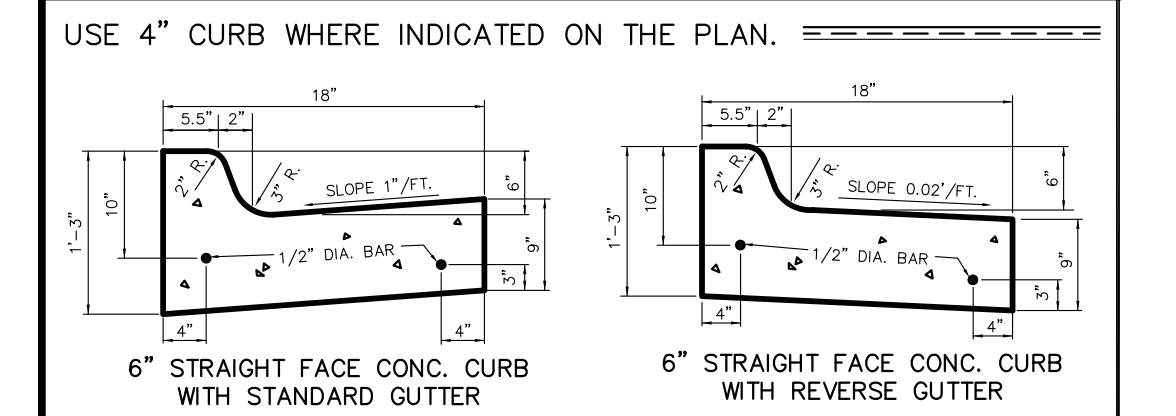 USE 4" CURB WHERE INDICATED ON THE PLAN.
18"
5.5" 2"
2" R.
3" R.
SLOPE 1"/FT.
6"
10"
1'-3"
1/2" DIA. BAR
9"
3"
4"
4"
6" STRAIGHT FACE CONC. CURB
WITH STANDARD GUTTER
18"
5.5" 2"
2" R.
3" R.
SLOPE 0.02'/FT.
6"
10"
1'-3"
1/2" DIA. BAR
9"
3"
4"
4"
6" STRAIGHT FACE CONC. CURB
WITH REVERSE GUTTER